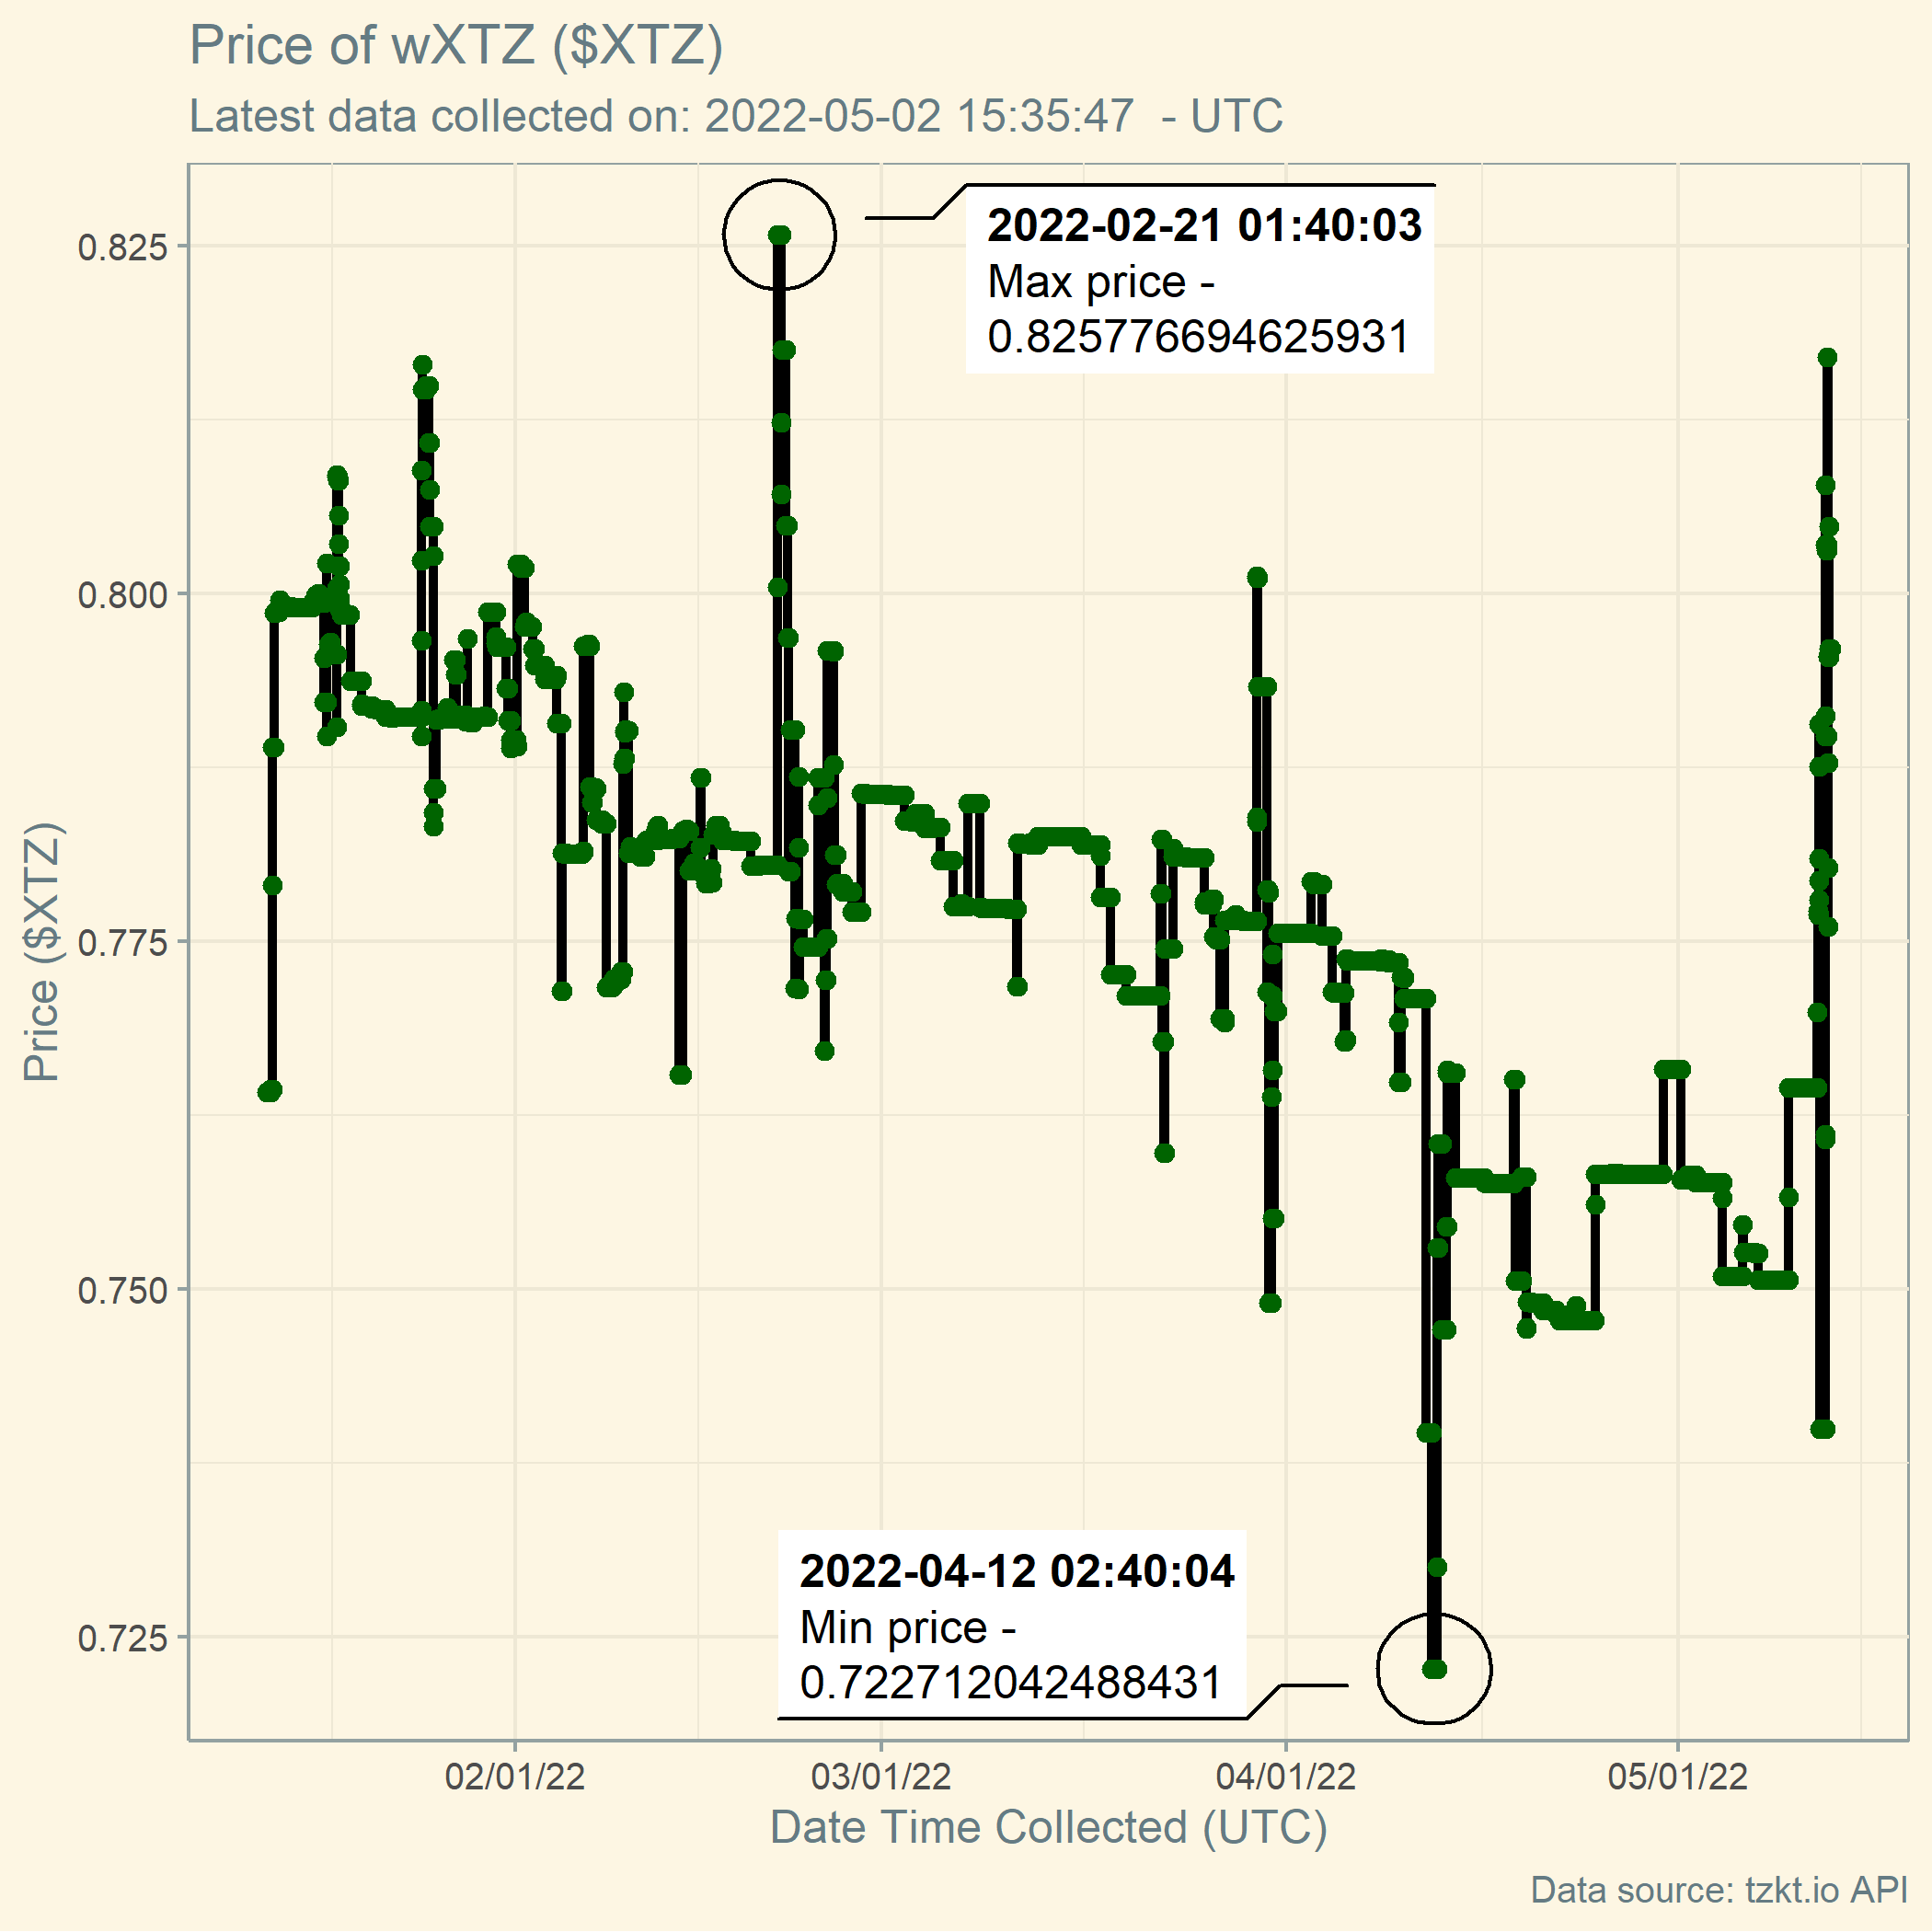 Price of wXTZ ($XTZ)
Latest data collected on: 2022-05-02 15:35:47  - UTC
2022-02-21 01:40:03
Max price -
0.825776694625931
0.825
0.800
0.775
0.750
0.725
Price ($XTZ)
2022-04-12 02:40:04
Min price -
0.722712042488431
02/01/22
03/01/22
04/01/22
05/01/22
Date Time Collected (UTC)
Data source: tzkt.io API